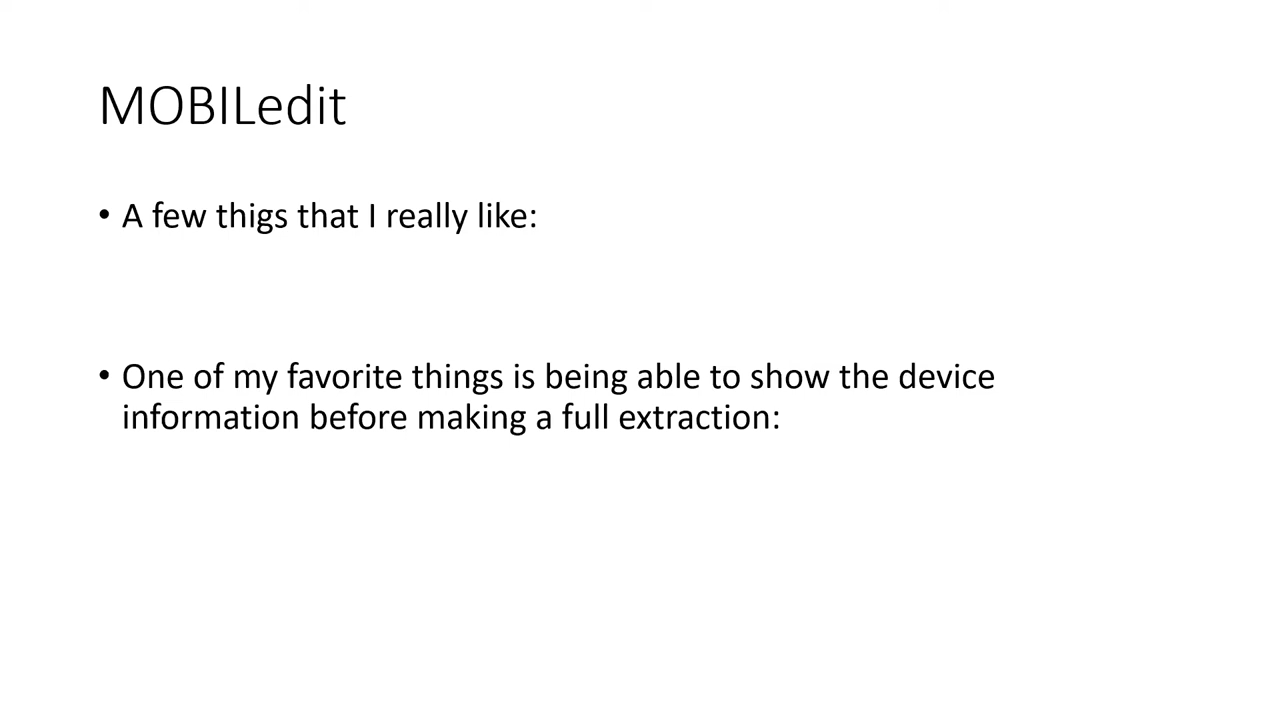 MOBILedit
• A few thigs that I really like:
• One of my favorite things is being able to show the device
information before making a full extraction: